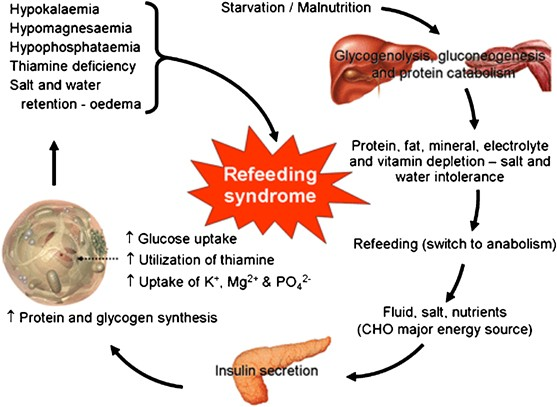 Starvation / Malnutrition
Glycogenolysis, gluconeogenesis
and protein catabolism
Protein, fat, mineral, electrolyte
and vitamin depletion – salt and
water intolerance
Refeeding (switch to anabolism)
Fluid, salt, nutrients
(CHO major energy source)
Insulin secretion
↑ Glucose uptake
↑ Utilization of thiamine
↑ Uptake of K⁺, Mg²⁺ & PO₄²⁻
↑ Protein and glycogen synthesis
Hypokalaemia
Hypomagnesaemia
Hypophosphataemia
Thiamine deficiency
Salt and water
retention - oedema
Refeeding
syndrome